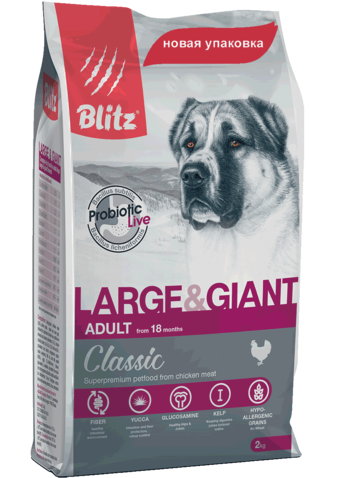 новая упаковка
Blitz®
Bacillus subtilis
Probiotic
Live
Bacillus licheniformis
LARGE&GIANT
ADULT from 18 months
Classic
Superpremium petfood from chicken meat
FIBER
YUCCA
GLUCOSAMINE
KELP
HYPO-
ALLERGENIC
GRAINS
2kg